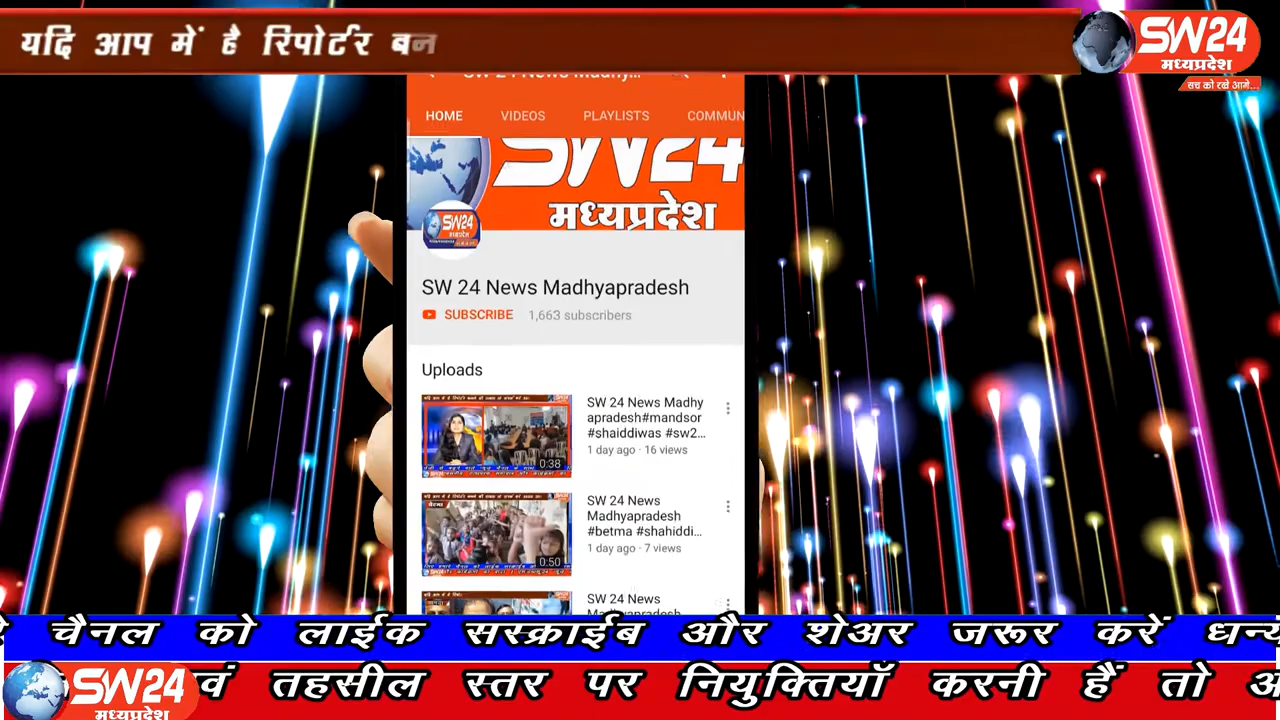 यदि आप में है रिपोर्टर बन
SW24
मध्यप्रदेश
सच को रखे आगे...
HOME VIDEOS PLAYLISTS COMMUN
SW24
मध्यप्रदेश
SW24
SW 24 News Madhyapradesh
SUBSCRIBE 1,663 subscribers
Uploads
SW 24 News Madhy
apradesh#mandsor
#shaiddiwas #sw2...
1 day ago · 16 views
0:38
SW 24 News
Madhyapradesh
#betma #shahiddi...
1 day ago · 7 views
0:50
SW 24 News
चैनल को लाईक सस्क्राईब और शेअर जरूर करें धन्य
वं तहसील स्तर पर नियुक्तियाॅ करनी हैं तो
SW24
मध्यप्रदेश